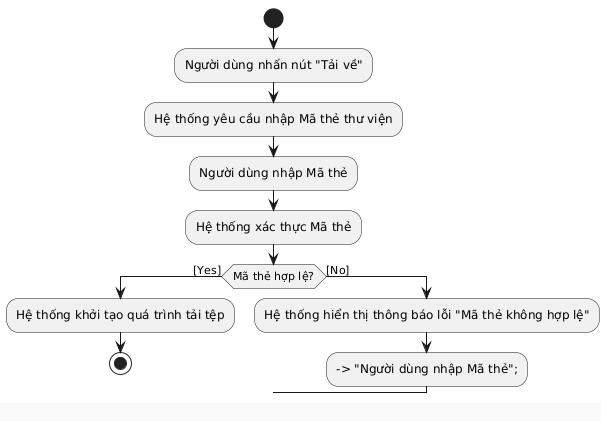 Người dùng nhấn nút "Tải về"
Hệ thống yêu cầu nhập Mã thẻ thư viện
Người dùng nhập Mã thẻ
Hệ thống xác thực Mã thẻ
[Yes]
Mã thẻ hợp lệ?
[No]
Hệ thống khởi tạo quá trình tải tệp
Hệ thống hiển thị thông báo lỗi "Mã thẻ không hợp lệ"
-> "Người dùng nhập Mã thẻ";